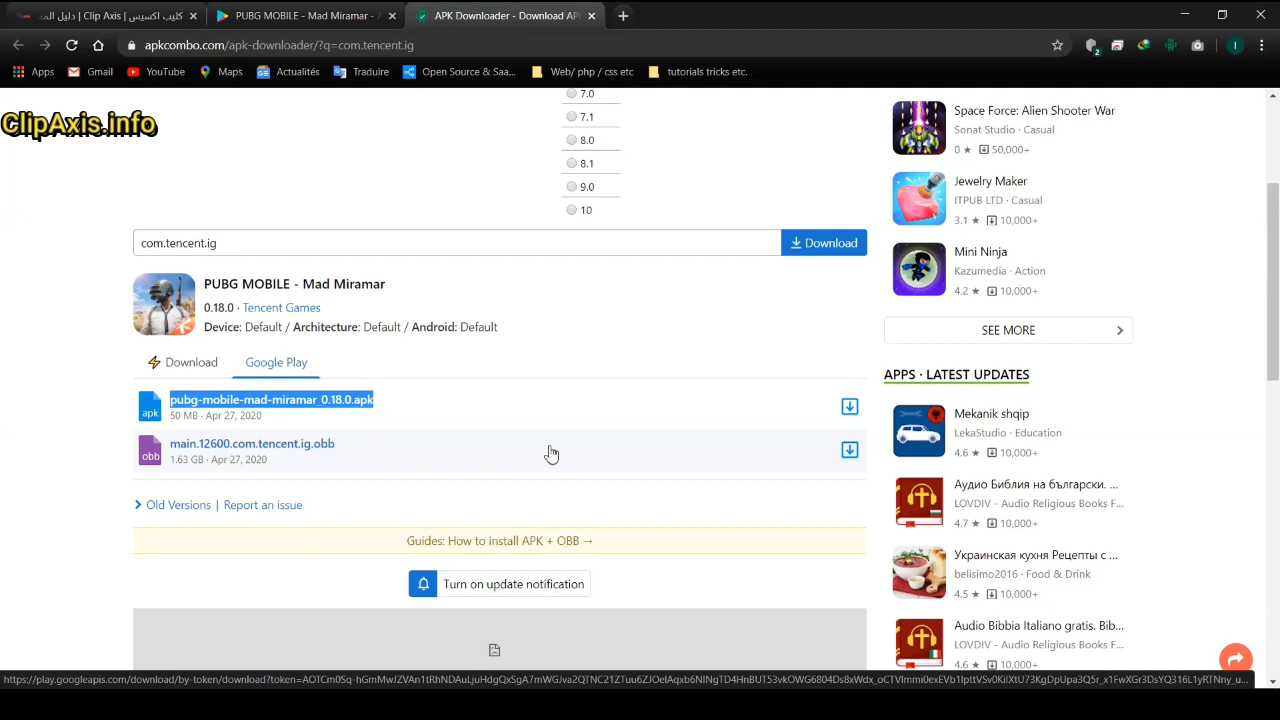 كليب اكسيس | Clip Axis | دليل المذ
PUBG MOBILE - Mad Miramar - A
APK Downloader - Download AP
apkcombo.com/apk-downloader/?q=com.tencent.ig
Apps Gmail YouTube Maps Actualités Traduire Open Source & Saa... Web/ php / css etc tutorials tricks etc.
ClipAxis.info
7.0
7.1
8.0
8.1
9.0
10
com.tencent.ig
Download
PUBG MOBILE - Mad Miramar
0.18.0 · Tencent Games
Device: Default / Architecture: Default / Android: Default
Download Google Play
apk
pubg-mobile-mad-miramar_0.18.0.apk
50 MB · Apr 27, 2020
obb
main.12600.com.tencent.ig.obb
1.63 GB · Apr 27, 2020
Old Versions | Report an issue
Guides: How to install APK + OBB →
Turn on update notification
Space Force: Alien Shooter War
Sonat Studio · Casual
0 ★ 50,000+
Jewelry Maker
ITPUB LTD · Casual
3.1 ★ 10,000+
Mini Ninja
Kazumedia · Action
4.2 ★ 10,000+
SEE MORE
APPS · LATEST UPDATES
Mekanik shqip
LekaStudio · Education
4.6 ★ 10,000+
Аудио Библия на български. ...
LOVDIV · Audio Religious Books F...
4.7 ★ 10,000+
Украинская кухня Рецепты с ...
belisimo2016 · Food & Drink
4.5 ★ 10,000+
Audio Bibbia Italiano gratis. Bib...
LOVDIV · Audio Religious Books F...
4.6 ★ 10,000+